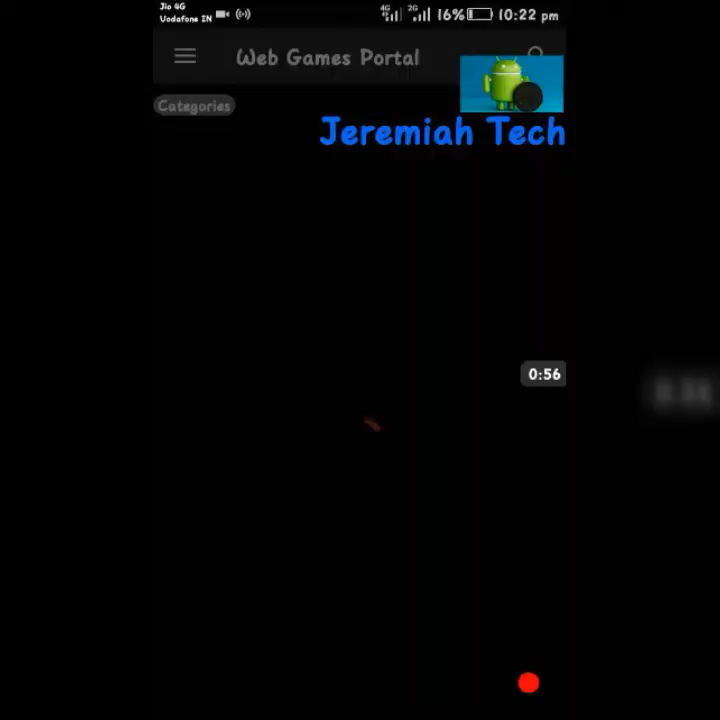 Jio 4G
Vodafone IN
4G 2G 16% 10:22 pm
Web Games Portal
Categories
Jeremiah Tech
0:56